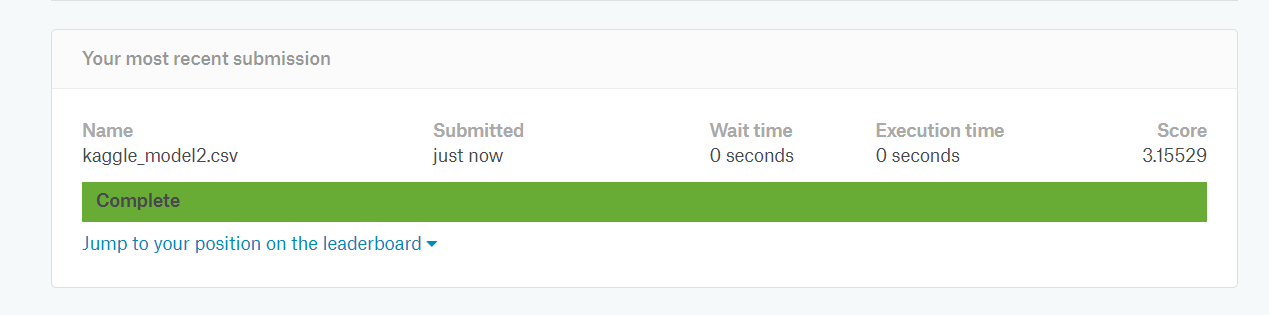 Your most recent submission
Name Submitted Wait time Execution time Score
kaggle_model2.csv just now 0 seconds 0 seconds 3.15529
Complete
Jump to your position on the leaderboard